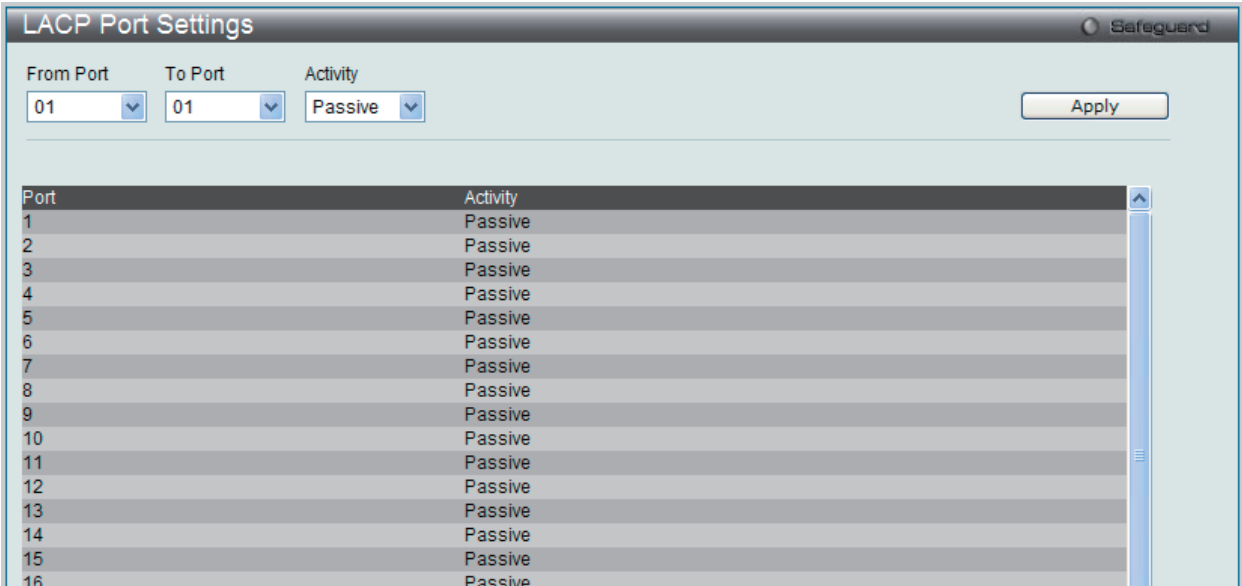 LACP Port Settings
Safeguard
From Port To Port Activity
01 01 Passive Apply
Port Activity
1 Passive
2 Passive
3 Passive
4 Passive
5 Passive
6 Passive
7 Passive
8 Passive
9 Passive
10 Passive
11 Passive
12 Passive
13 Passive
14 Passive
15 Passive
16 Passive